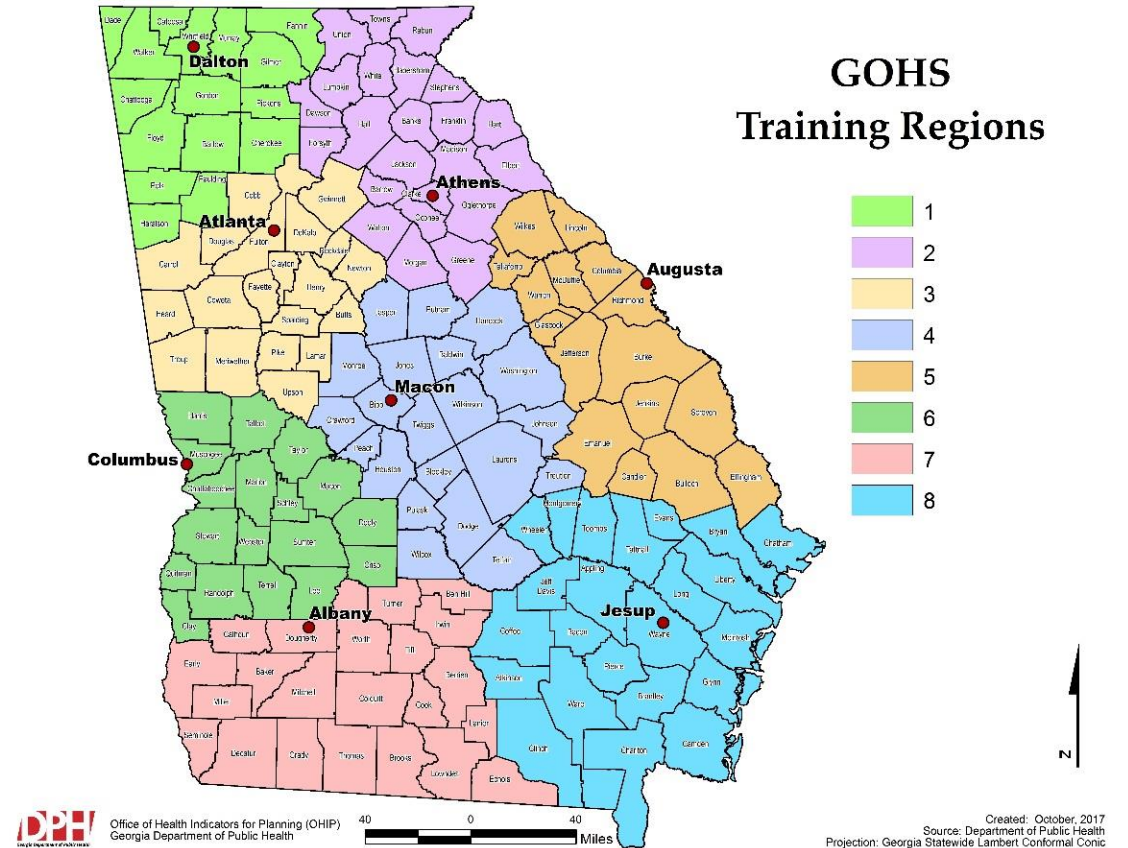 GOHS
Training Regions
1
2
3
4
5
6
7
8
Dade
Catoosa
Fannin
Towns
Union
Rabun
Walker
Murray
Gilmer
Dalton
White
Lumpkin
Stephens
Chattooga
Gordon
Pickens
Dawson
Hall
Banks
Franklin
Hart
Floyd
Bartow
Cherokee
Forsyth
Jackson
Madison
Elbert
Polk
Paulding
Cobb
Gwinnett
Barrow
Clarke
Athens
Oglethorpe
Haralson
Atlanta
Douglas
Fulton
DeKalb
Rockdale
Walton
Oconee
Wilkes
Lincoln
Carroll
Clayton
Newton
Morgan
Greene
Taliaferro
McDuffie
Columbia
Augusta
Fayette
Henry
Coweta
Heard
Spalding
Butts
Jasper
Putnam
Hancock
Warren
Richmond
Glascock
Troup
Meriwether
Pike
Lamar
Monroe
Jones
Baldwin
Washington
Jefferson
Burke
Upson
Bibb
Macon
Wilkinson
Jenkins
Screven
Harris
Talbot
Crawford
Twiggs
Johnson
Taylor
Peach
Emanuel
Columbus
Muscogee
Houston
Bleckley
Laurens
Candler
Bulloch
Effingham
Chattahoochee
Marion
Macon
Schley
Treutlen
Pulaski
Dooly
Montgomery
Stewart
Webster
Sumter
Dodge
Wheeler
Toombs
Evans
Bryan
Tattnall
Chatham
Crisp
Wilcox
Telfair
Quitman
Randolph
Terrell
Lee
Turner
Ben Hill
Jeff
Davis
Appling
Liberty
Long
Clay
Calhoun
Albany
Dougherty
Worth
Irwin
Coffee
Bacon
Jesup
Wayne
McIntosh
Early
Baker
Tift
Pierce
Miller
Mitchell
Colquitt
Cook
Berrien
Atkinson
Ware
Brantley
Glynn
Lanier
Seminole
Decatur
Grady
Thomas
Brooks
Lowndes
Echols
Clinch
Charlton
Camden
N
DPH
Georgia Department of Public Health
Office of Health Indicators for Planning (OHIP)
Georgia Department of Public Health
40 0 40
Miles
Created: October, 2017
Source: Department of Public Health
Projection: Georgia Statewide Lambert Conformal Conic